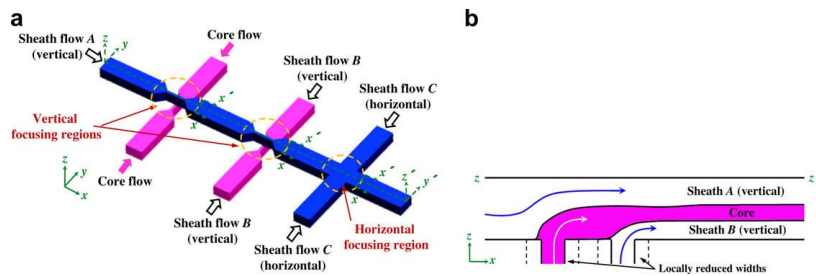 a
Sheath flow A
(vertical)
z
y
Core flow
Sheath flow B
(vertical)
Sheath flow C
(horizontal)
Vertical
focusing regions
x
x'
x
x'
x
x'
z'
y'
z
y
x
Core flow
Sheath flow B
(vertical)
Sheath flow C
(horizontal)
Horizontal
focusing region
b
z
z
Sheath A (vertical)
Core
Sheath B (vertical)
z
x
Locally reduced widths